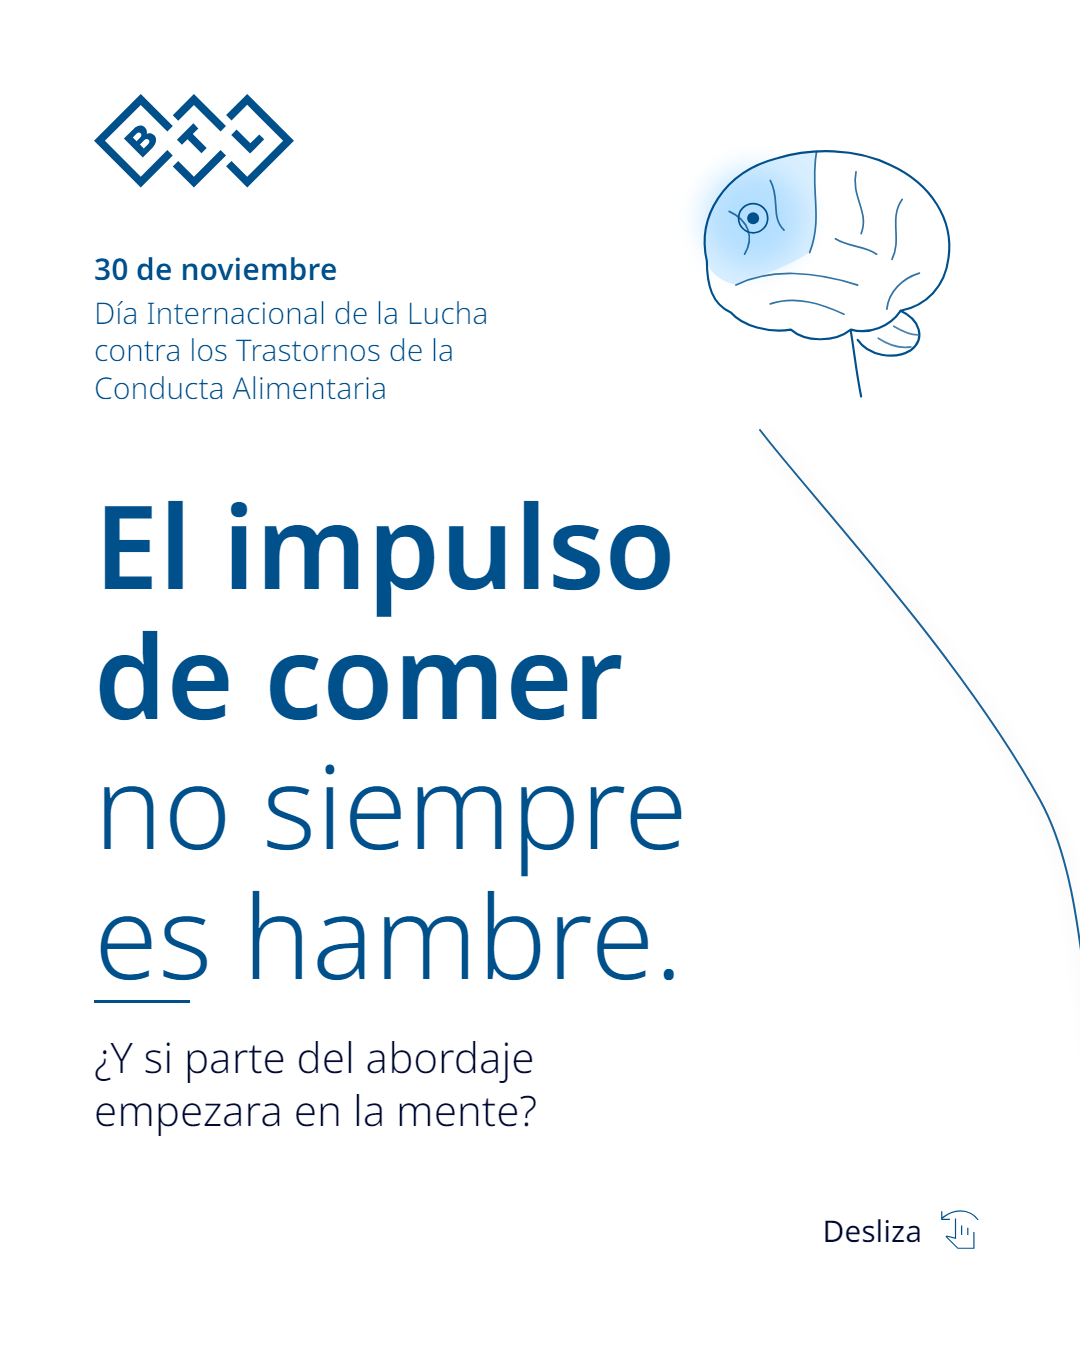 BTL
30 de noviembre
Día Internacional de la Lucha
contra los Trastornos de la
Conducta Alimentaria
El impulso
de comer
no siempre
es hambre.
¿Y si parte del abordaje
empezara en la mente?
Desliza